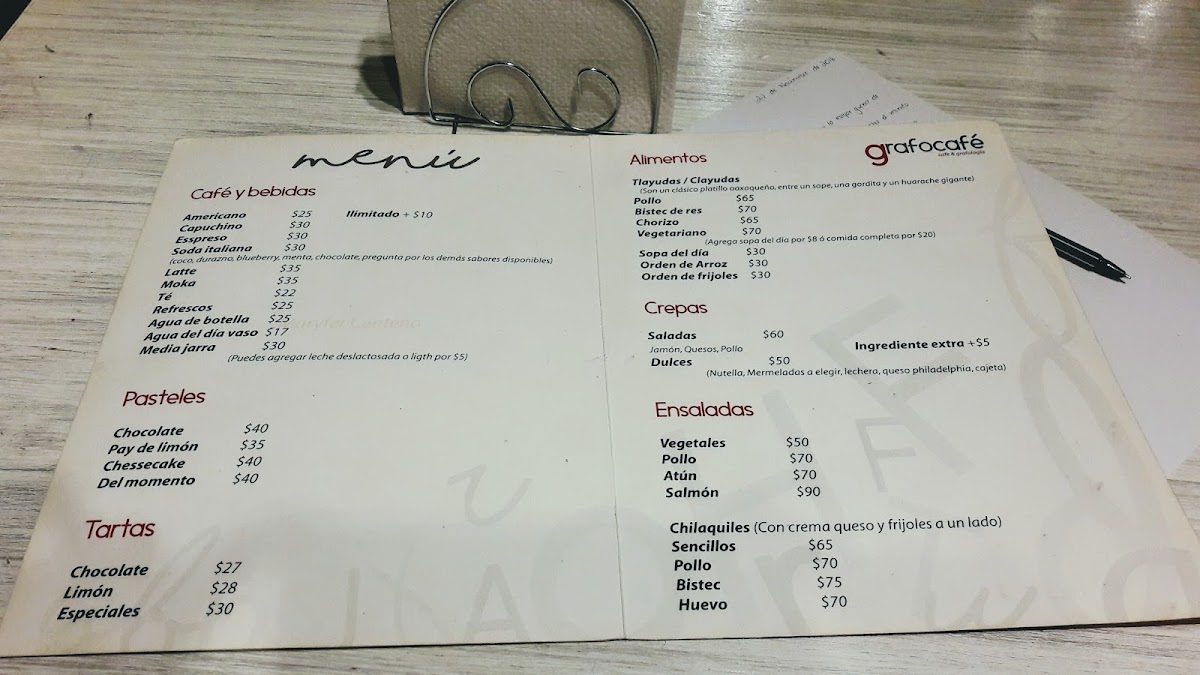 menú
Café y bebidas
Americano $25 Ilimitado + $10
Capuchino $30
Esspreso $30
Soda italiana $30
(coco, durazno, blueberry, menta, chocolate, pregunta por los demás sabores disponibles)
Latte $35
Moka $35
Té $22
Refrescos $25
Agua de botella $25
Agua del día vaso $17
Media jarra $30
(Puedes agregar leche deslactosada o ligth por $5)
Pasteles
Chocolate $40
Pay de limón $35
Chessecake $40
Del momento $40
Tartas
Chocolate $27
Limón $28
Especiales $30
grafocafé
café & grafología
Alimentos
Tlayudas / Clayudas
(Son un clásico platillo oaxoqueño, entre un sope, una gordita y un huarache gigante)
Pollo $65
Bistec de res $70
Chorizo $65
Vegetariano $70
(Agrega sopa del día por $8 ó comida completa por $20)
Sopa del día $30
Orden de Arroz $30
Orden de frijoles $30
Crepas
Saladas $60
Jamón, Quesos, Pollo
Ingrediente extra +$5
Dulces $50
(Nutella, Mermeladas a elegir, lechera, queso philadelphia, cajeta)
Ensaladas
Vegetales $50
Pollo $70
Atún $70
Salmón $90
Chilaquiles (Con crema queso y frijoles a un lado)
Sencillos $65
Pollo $70
Bistec $75
Huevo $70